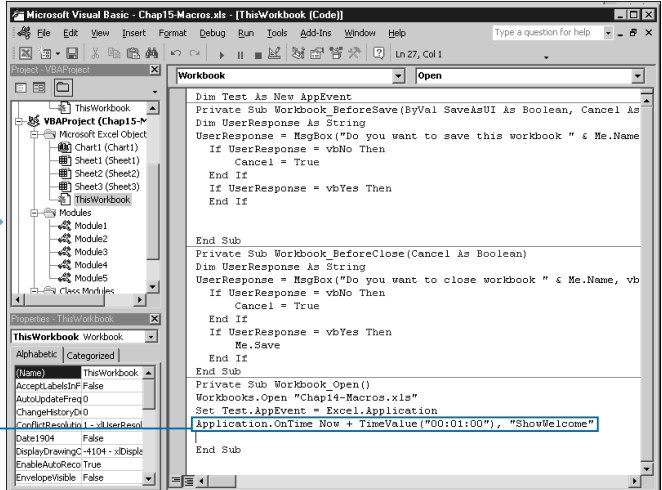 Microsoft Visual Basic - Chap15-Macros.xls - [ThisWorkbook (Code)]
File Edit View Insert Format Debug Run Tools Add-Ins Window Help
Type a question for help
Ln 27, Col 1
Project - VBAProject
ThisWorkbook
VBAProject (Chap15-M
Microsoft Excel Object
Chart1 (Chart1)
Sheet1 (Sheet1)
Sheet2 (Sheet2)
Sheet3 (Sheet3)
ThisWorkbook
Modules
Module1
Module2
Module3
Module4
Module5
Class Modules
Properties - ThisWorkbook
ThisWorkbook Workbook
Alphabetic Categorized
(Name) ThisWorkbook
AcceptLabelsInF False
AutoUpdateFreq 0
ChangeHistoryD 0
ConflictResolutio 1 - xlUserResol
Date1904 False
DisplayDrawingC -4104 - xlDispla
EnableAutoReco True
EnvelopeVisible False
Workbook Open
Dim Test As New AppEvent
Private Sub Workbook_BeforeSave(ByVal SaveAsUI As Boolean, Cancel As
Dim UserResponse As String
UserResponse = MsgBox("Do you want to save this workbook " & Me.Name
If UserResponse = vbNo Then
Cancel = True
End If
If UserResponse = vbYes Then
End If
End Sub
Private Sub Workbook_BeforeClose(Cancel As Boolean)
Dim UserResponse As String
UserResponse = MsgBox("Do you want to close workbook " & Me.Name, vb
If UserResponse = vbNo Then
Cancel = True
End If
If UserResponse = vbYes Then
Me.Save
End If
End Sub
Private Sub Workbook_Open()
Workbooks.Open "Chap14-Macros.xls"
Set Test.AppEvent = Excel.Application
Application.OnTime Now + TimeValue("00:01:00"), "ShowWelcome"
End Sub